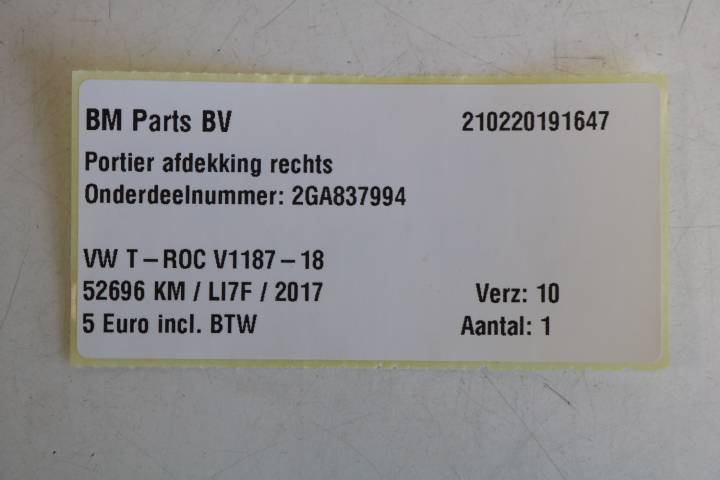 BM Parts BV 210220191647
Portier afdekking rechts
Onderdeelnummer: 2GA837994
VW T-ROC V1187-18
52696 KM / LI7F / 2017 Verz: 10
5 Euro incl. BTW Aantal: 1